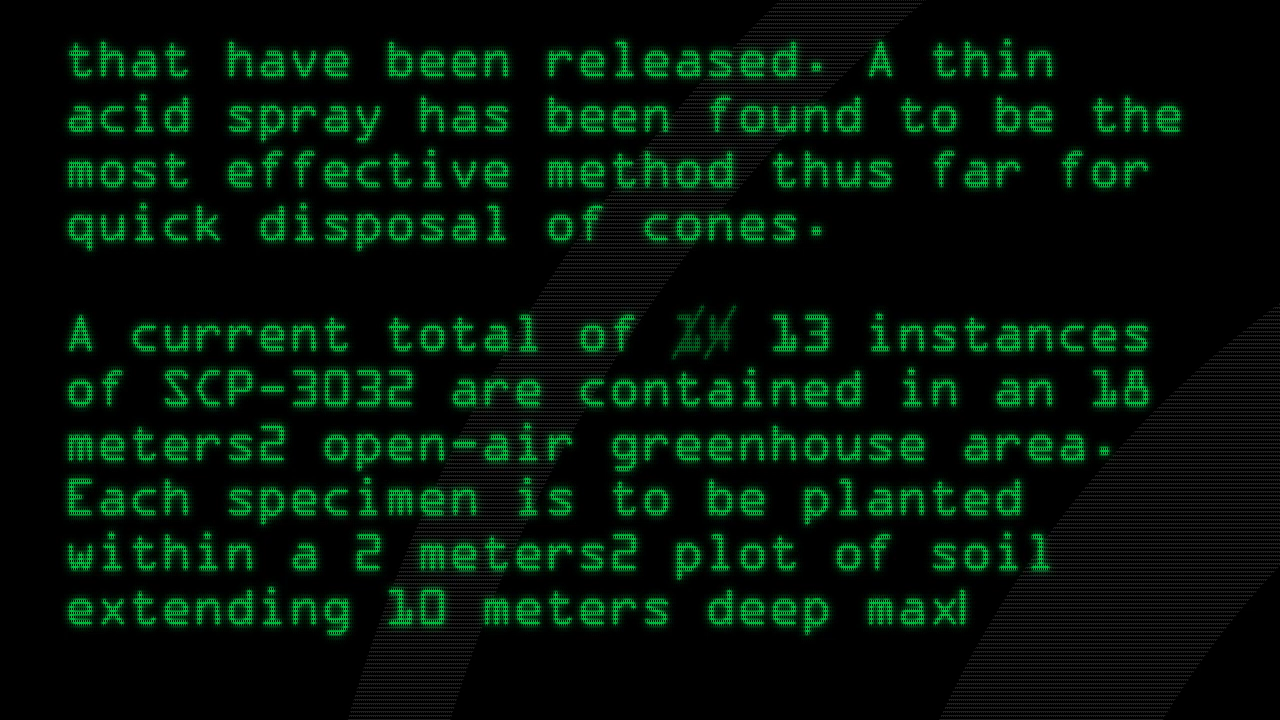 that have been released. A thin
acid spray has been found to be the
most effective method thus far for
quick disposal of cones.
A current total of 13 instances
of SCP-3032 are contained in an 18
meters2 open-air greenhouse area.
Each specimen is to be planted
within a 2 meters2 plot of soil
extending 10 meters deep max